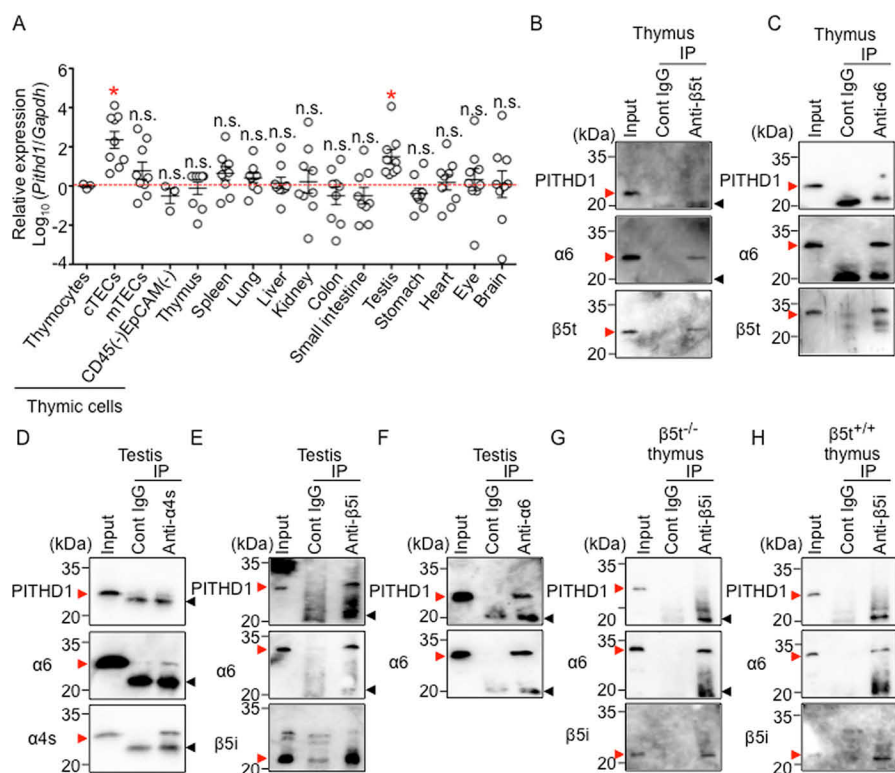 A
Relative expression
Log10 (Pithd1/Gapdh)
6
4
2
0
-2
-4
*
n.s.
n.s.
n.s.
n.s.
n.s.
n.s.
n.s.
n.s.
n.s.
*
n.s.
n.s.
n.s.
n.s.
Thymocytes
cTECs
mTECs
CD45(-)EpCAM(-)
Thymus
Spleen
Lung
Liver
Kidney
Colon
Small intestine
Testis
Stomach
Heart
Eye
Brain
Thymic cells
B
Thymus
IP
Input
Cont IgG
Anti-β5t
(kDa)
35
PITHD1
20
35
α6
20
35
β5t
20
C
Thymus
IP
Input
Cont IgG
Anti-α6
(kDa)
35
PITHD1
20
35
α6
20
35
β5t
20
D
Testis
IP
Input
Cont IgG
Anti-α4s
(kDa)
35
PITHD1
20
35
α6
20
35
α4s
20
E
Testis
IP
Input
Cont IgG
Anti-β5i
(kDa)
35
PITHD1
20
35
α6
20
35
β5i
20
F
Testis
IP
Input
Cont IgG
Anti-α6
(kDa)
35
PITHD1
20
35
α6
20
G
β5t-/-
thymus
IP
Input
Cont IgG
Anti-β5i
(kDa)
35
PITHD1
20
35
α6
20
35
β5i
20
H
β5t+/+
thymus
IP
Input
Cont IgG
Anti-β5i
(kDa)
35
PITHD1
20
35
α6
20
35
β5i
20